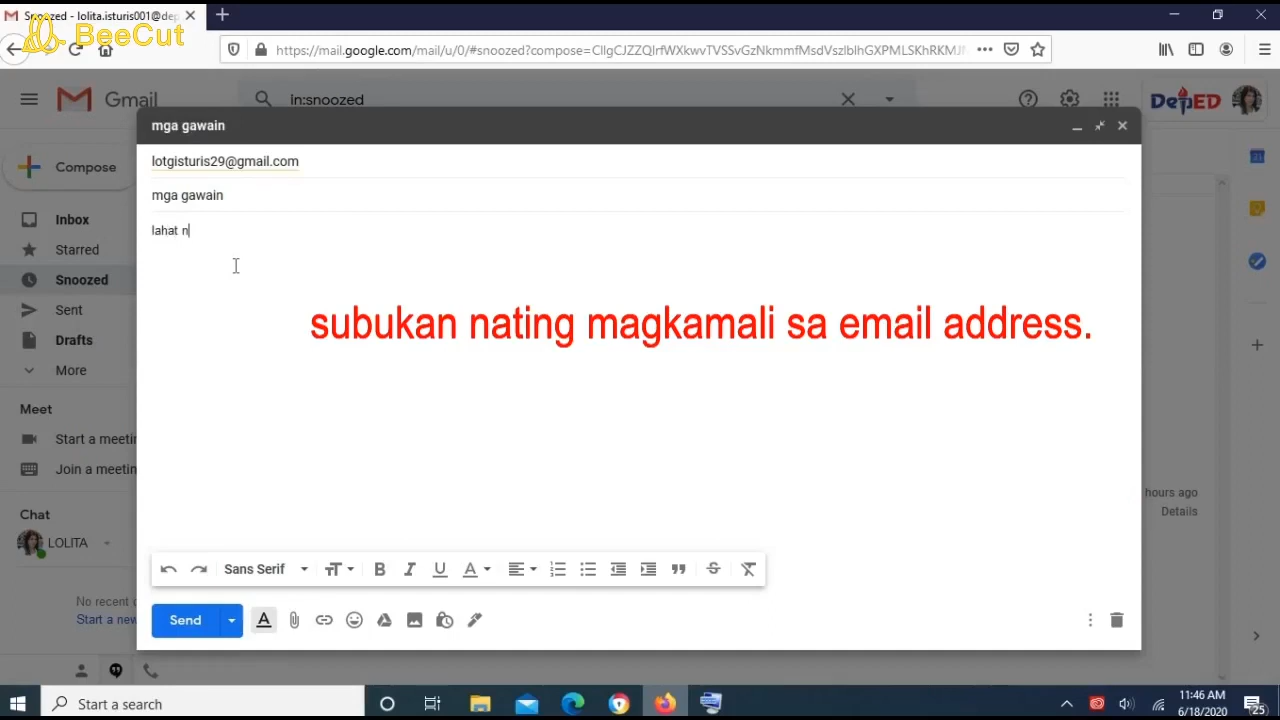 Snoozed - lolita.isturis001@dep
BeeCut
https://mail.google.com/mail/u/0/#snoozed?compose=
Gmail
in:snoozed
DepED
mga gawain
Compose
lotgisturis29@gmail.com
mga gawain
lahat n
Inbox
Starred
Snoozed
Sent
Drafts
More
subukan nating magkamali sa email address.
Meet
Start a meetin
Join a meetin
Chat
LOLITA
hours ago
Details
No recent c
Start a new
Sans Serif
Send
Start a search
11:46 AM
6/18/2020
25